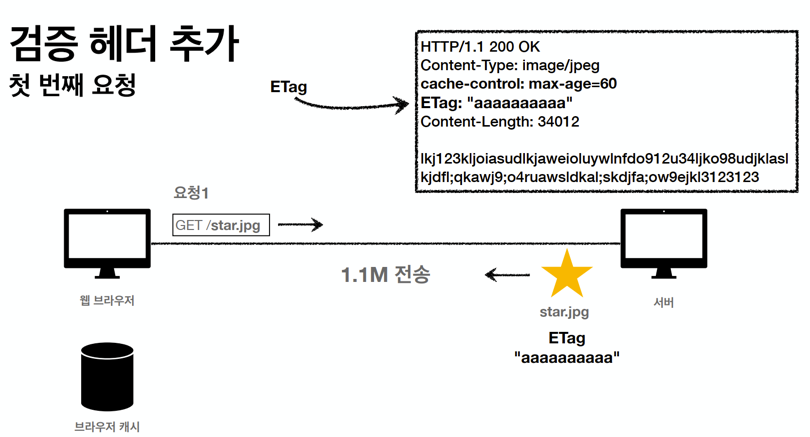 검증 헤더 추가
첫 번째 요청
ETag
HTTP/1.1 200 OK
Content-Type: image/jpeg
cache-control: max-age=60
ETag: "aaaaaaaaaa"
Content-Length: 34012
lkj123kljoiasudlkjaweioluywlnfdo912u34ljko98udjklasl
kjdfl;qkawj9;o4ruawsldkal;skdjfa;ow9ejkl3123123
요청1
GET /star.jpg
1.1M 전송
웹 브라우저
star.jpg
서버
ETag
"aaaaaaaaaa"
브라우저 캐시